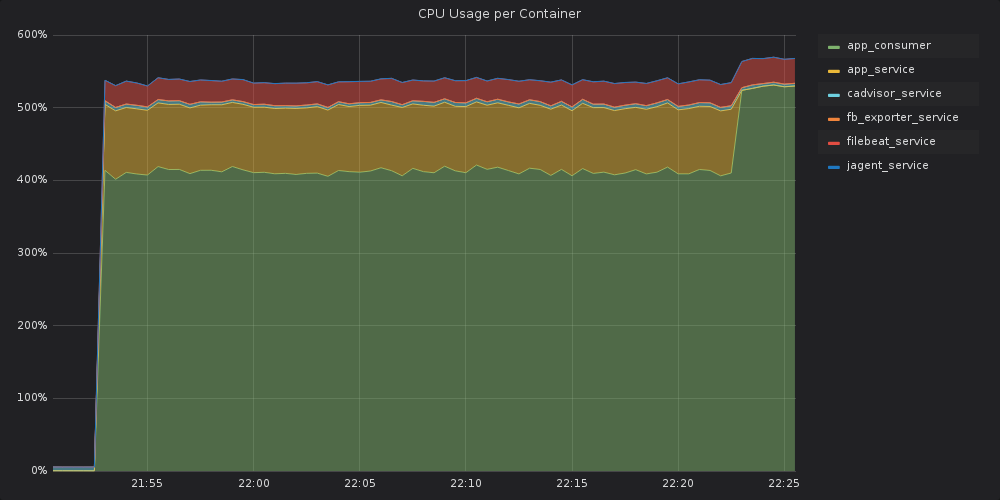 CPU Usage per Container
600%
500%
400%
300%
200%
100%
0%
21:55
22:00
22:05
22:10
22:15
22:20
22:25
app_consumer
app_service
cadvisor_service
fb_exporter_service
filebeat_service
jagent_service